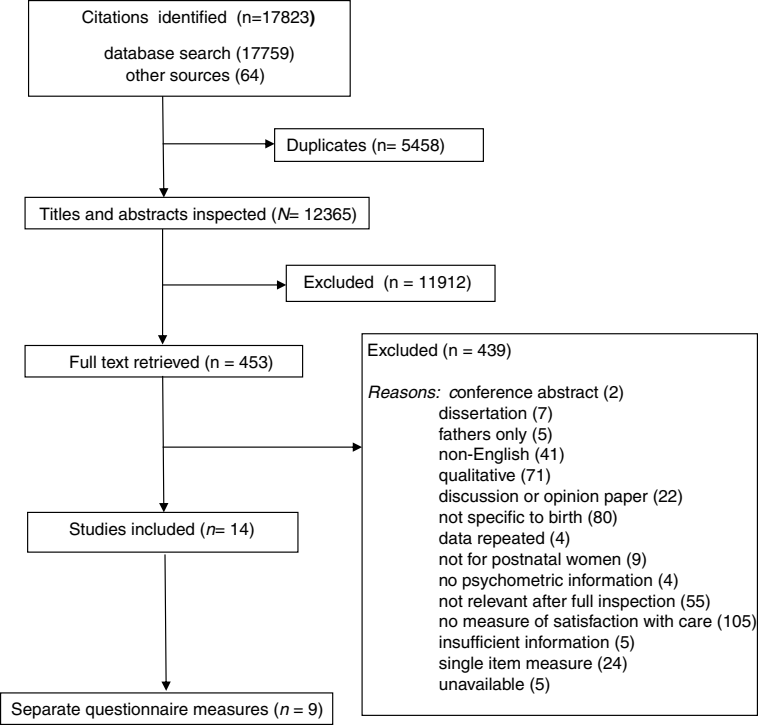 Citations identified (n=17823)
database search (17759)
other sources (64)
Duplicates (n= 5458)
Titles and abstracts inspected (N= 12365)
Excluded (n = 11912)
Full text retrieved (n = 453)
Excluded (n = 439)
Reasons: conference abstract (2)
dissertation (7)
fathers only (5)
non-English (41)
qualitative (71)
discussion or opinion paper (22)
not specific to birth (80)
data repeated (4)
not for postnatal women (9)
no psychometric information (4)
not relevant after full inspection (55)
no measure of satisfaction with care (105)
insufficient information (5)
single item measure (24)
unavailable (5)
Studies included (n= 14)
Separate questionnaire measures (n = 9)